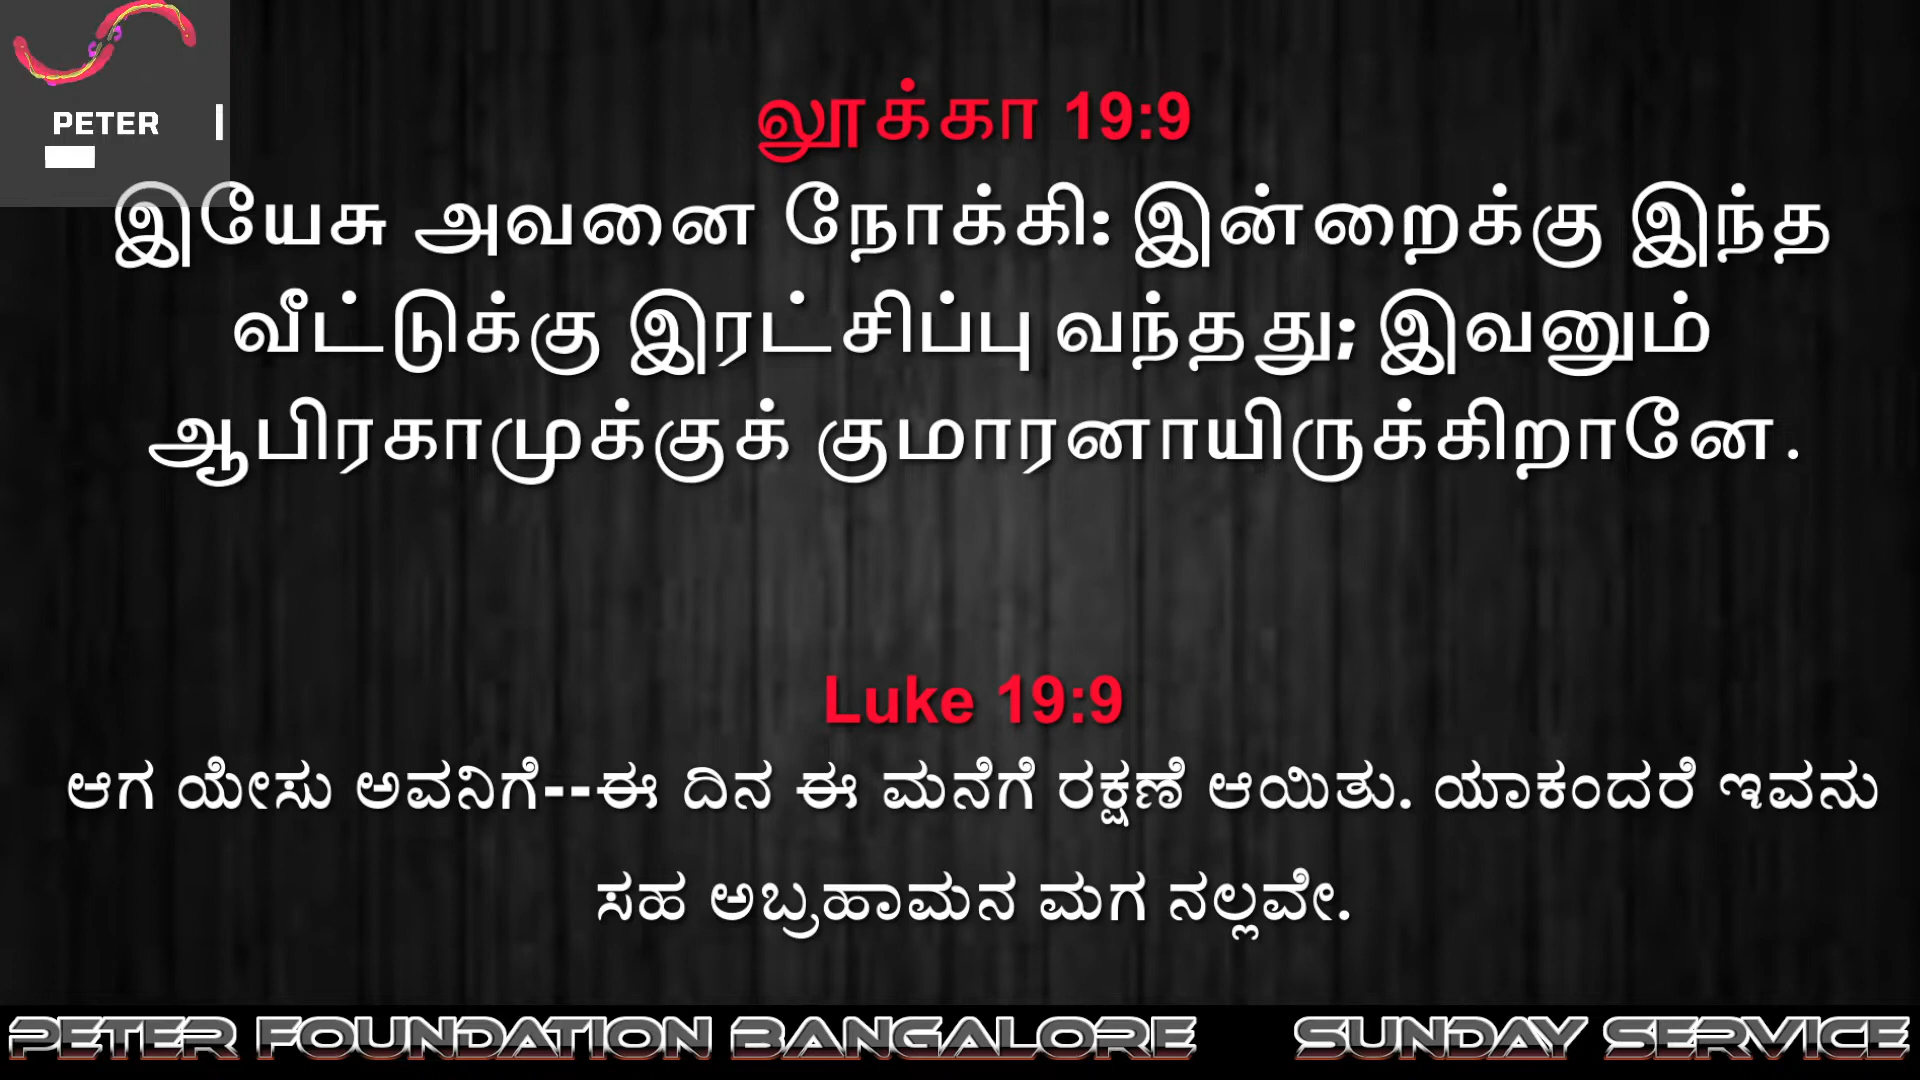 PETER
லூக்கா 19:9
இயேசு அவனை நோக்கி: இன்றைக்கு இந்த
வீட்டுக்கு இரட்சிப்பு வந்தது; இவனும்
ஆபிரகாமுக்குக் குமாரனாயிருக்கிறானே.
Luke 19:9
ಆಗ ಯೇಸು ಅವನಿಗೆ--ಈ ದಿನ ಈ ಮನೆಗೆ ರಕ್ಷಣೆ ಆಯಿತು. ಯಾಕಂದರೆ ಇವನು
ಸಹ ಅಬ್ರಹಾಮನ ಮಗ ನಲ್ಲವೇ.
PETER FOUNDATION BANGALORE SUNDAY SERVICE